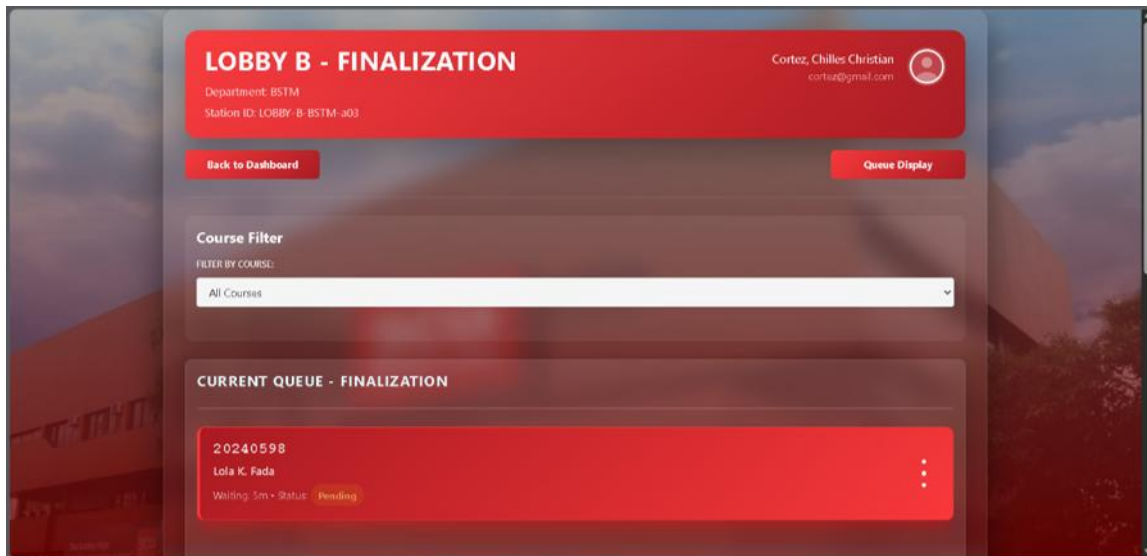 LOBBY B - FINALIZATION
Department: BSTM
Station ID: LOBBY-B-BSTM-a03
Cortez, Chilles Christian
cortez@gmail.com
Back to Dashboard
Queue Display
Course Filter
FILTER BY COURSE:
All Courses
CURRENT QUEUE - FINALIZATION
20240598
Lola K. Fada
Waiting: 5m • Status: Pending